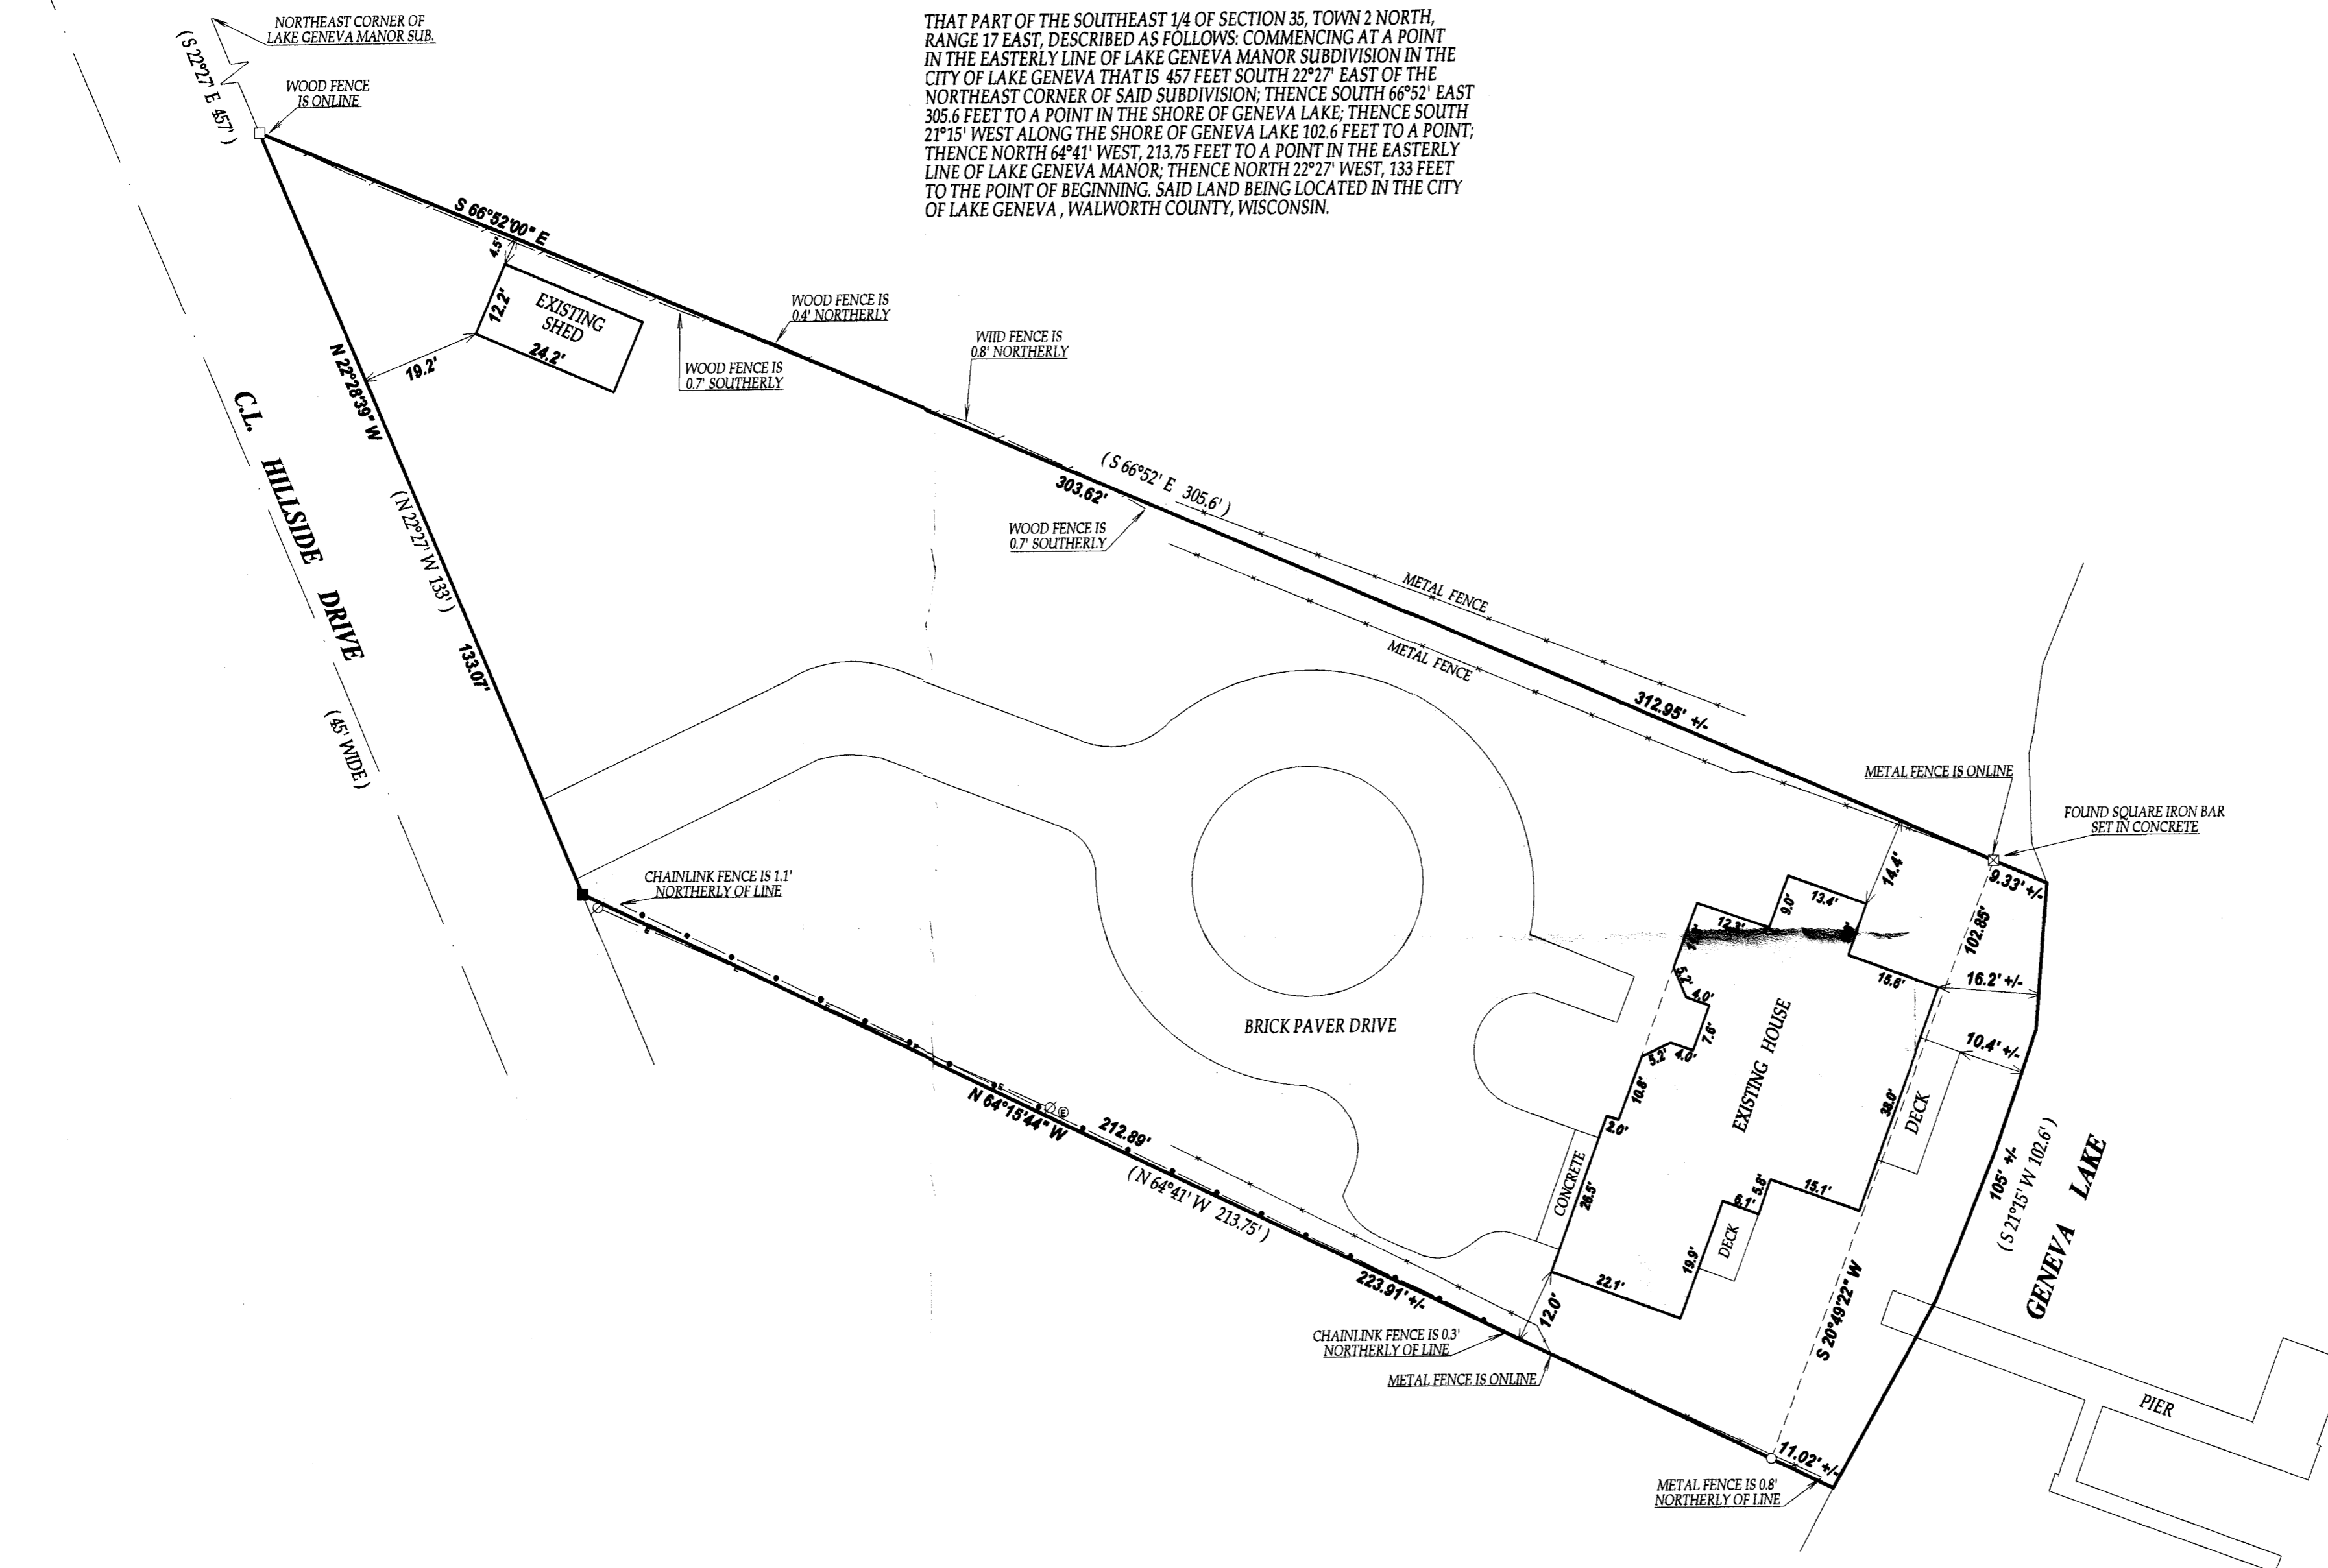 NORTHEAST CORNER OF
LAKE GENEVA MANOR SUB.
(S 22°27' E 457')
WOOD FENCE
IS ONLINE
THAT PART OF THE SOUTHEAST 1/4 OF SECTION 35, TOWN 2 NORTH,
RANGE 17 EAST, DESCRIBED AS FOLLOWS: COMMENCING AT A POINT
IN THE EASTERLY LINE OF LAKE GENEVA MANOR SUBDIVISION IN THE
CITY OF LAKE GENEVA THAT IS 457 FEET SOUTH 22°27' EAST OF THE
NORTHEAST CORNER OF SAID SUBDIVISION; THENCE SOUTH 66°52' EAST
305.6 FEET TO A POINT IN THE SHORE OF GENEVA LAKE; THENCE SOUTH
21°15' WEST ALONG THE SHORE OF GENEVA LAKE 102.6 FEET TO A POINT;
THENCE NORTH 64°41' WEST, 213.75 FEET TO A POINT IN THE EASTERLY
LINE OF LAKE GENEVA MANOR; THENCE NORTH 22°27' WEST, 133 FEET
TO THE POINT OF BEGINNING. SAID LAND BEING LOCATED IN THE CITY
OF LAKE GENEVA , WALWORTH COUNTY, WISCONSIN.
S 66°52'00" E
4.5'
12.2'
EXISTING
SHED
24.2'
19.2'
WOOD FENCE IS
0.4' NORTHERLY
WOOD FENCE IS
0.7' SOUTHERLY
WIID FENCE IS
0.8' NORTHERLY
N 22°28'39" W
(N 22°27' W 133')
133.07'
C.L. HILLSIDE DRIVE
(45' WIDE)
(S 66°52' E 305.6')
303.62'
WOOD FENCE IS
0.7' SOUTHERLY
METAL FENCE
METAL FENCE
312.95' +/-
METAL FENCE IS ONLINE
FOUND SQUARE IRON BAR
SET IN CONCRETE
9.33' +/-
14.4'
102.85'
CHAINLINK FENCE IS 1.1'
NORTHERLY OF LINE
E
E
E
E
E
E
BRICK PAVER DRIVE
13.4'
9.0'
12.3'
15.6'
16.2' +/-
10.4' +/-
5.2'
4.0'
7.6'
4.0'
5.2'
10.8'
2.0'
EXISTING HOUSE
38.0'
DECK
CONCRETE
26.5'
15.1'
5.8'
6.1'
DECK
19.9'
22.1'
12.0'
105' +/-
(S 21°15' W 102.6')
GENEVA LAKE
N 64°15'44" W
212.89'
(N 64°41' W 213.75')
223.91' +/-
CHAINLINK FENCE IS 0.3'
NORTHERLY OF LINE
METAL FENCE IS ONLINE
S 20°49'22" W
PIER
11.02' +/-
METAL FENCE IS 0.8'
NORTHERLY OF LINE